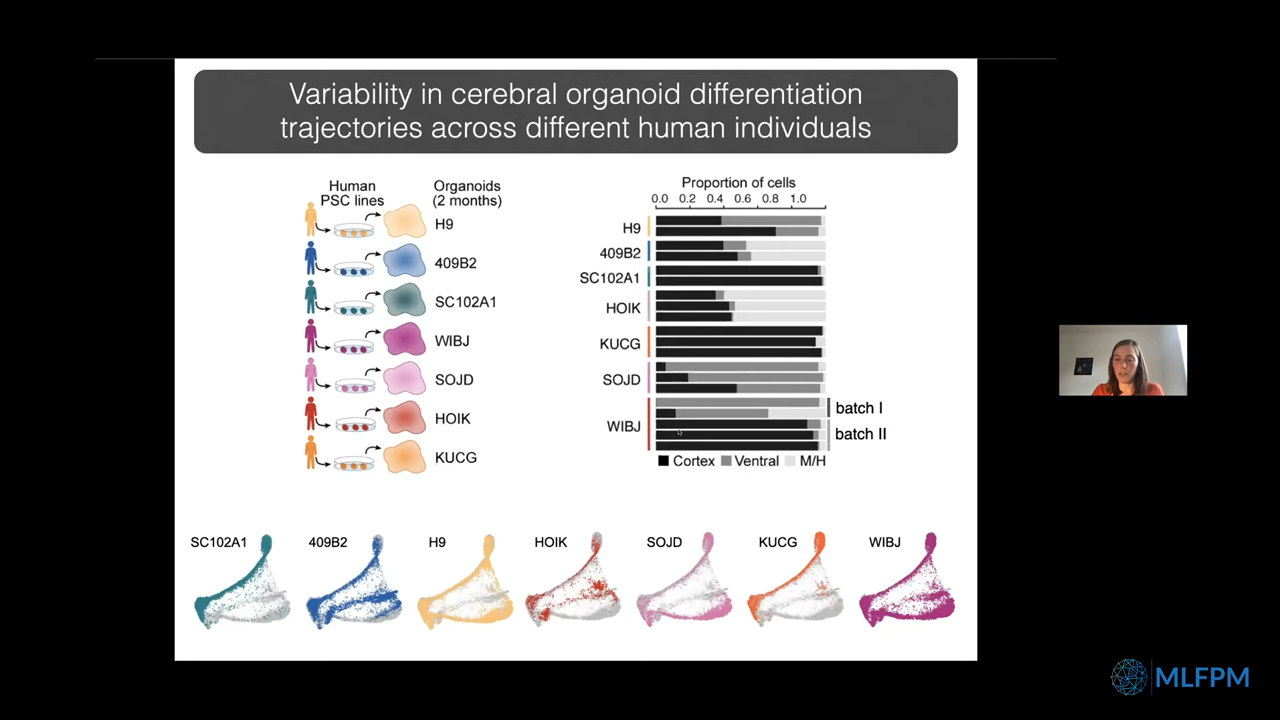 Variability in cerebral organoid differentiation
trajectories across different human individuals
Human
PSC lines
Organoids
(2 months)
H9
409B2
SC102A1
WIBJ
SOJD
HOIK
KUCG
Proportion of cells
0.0 0.2 0.4 0.6 0.8 1.0
H9
409B2
SC102A1
HOIK
KUCG
SOJD
WIBJ
batch I
batch II
Cortex Ventral M/H
SC102A1 409B2 H9 HOIK SOJD KUCG WIBJ
MLFPM